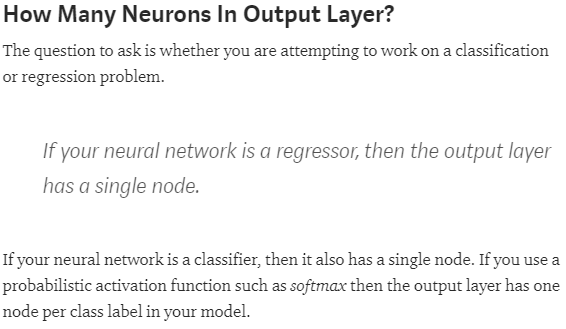 How Many Neurons In Output Layer?
The question to ask is whether you are attempting to work on a classification
or regression problem.
If your neural network is a regressor, then the output layer
has a single node.
If your neural network is a classifier, then it also has a single node. If you use a
probabilistic activation function such as softmax then the output layer has one
node per class label in your model.